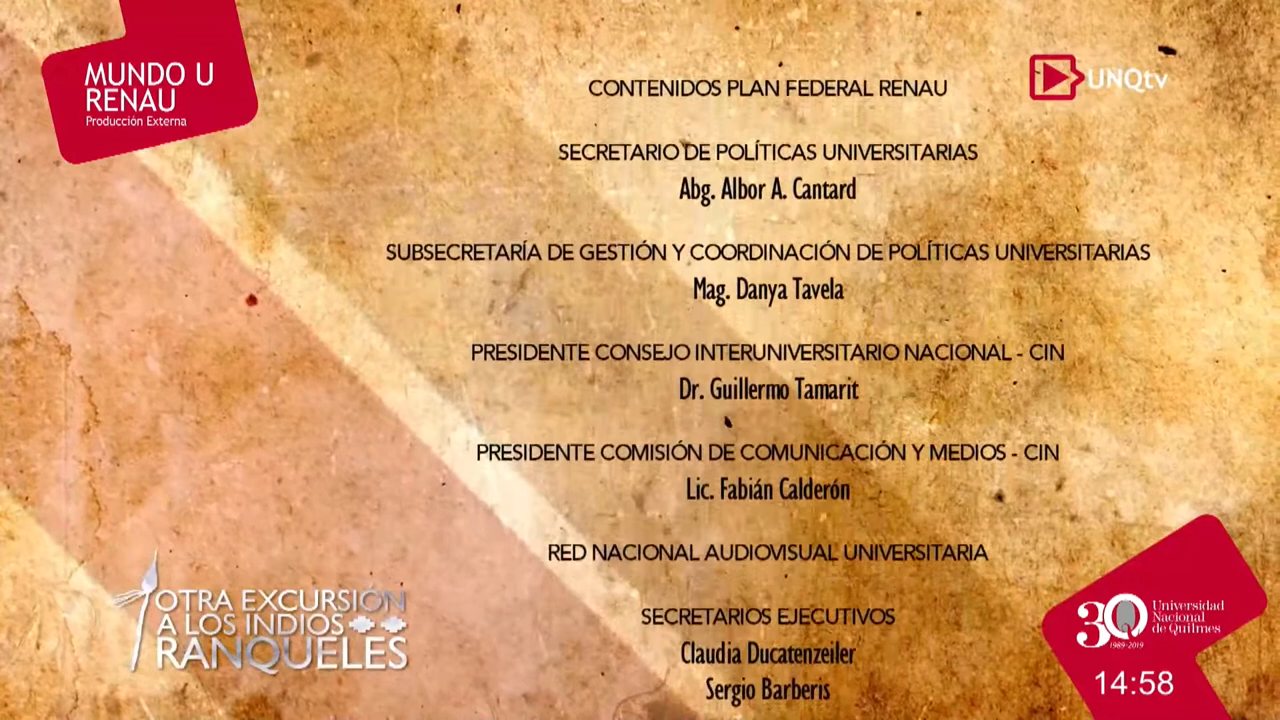 MUNDO U
RENAU
Producción Externa
UNQtv
CONTENIDOS PLAN FEDERAL RENAU
SECRETARIO DE POLÍTICAS UNIVERSITARIAS
Abg. Albor A. Cantard
SUBSECRETARÍA DE GESTIÓN Y COORDINACIÓN DE POLÍTICAS UNIVERSITARIAS
Mag. Danya Tavela
PRESIDENTE CONSEJO INTERUNIVERSITARIO NACIONAL - CIN
Dr. Guillermo Tamarit
PRESIDENTE COMISIÓN DE COMUNICACIÓN Y MEDIOS - CIN
Lic. Fabián Calderón
RED NACIONAL AUDIOVISUAL UNIVERSITARIA
SECRETARIOS EJECUTIVOS
Claudia Ducatenzeiler
Sergio Barberis
OTRA EXCURSIÓN
A LOS INDIOS
RANQUELES
30
1989-2019
Universidad
Nacional
de Quilmes
14:58